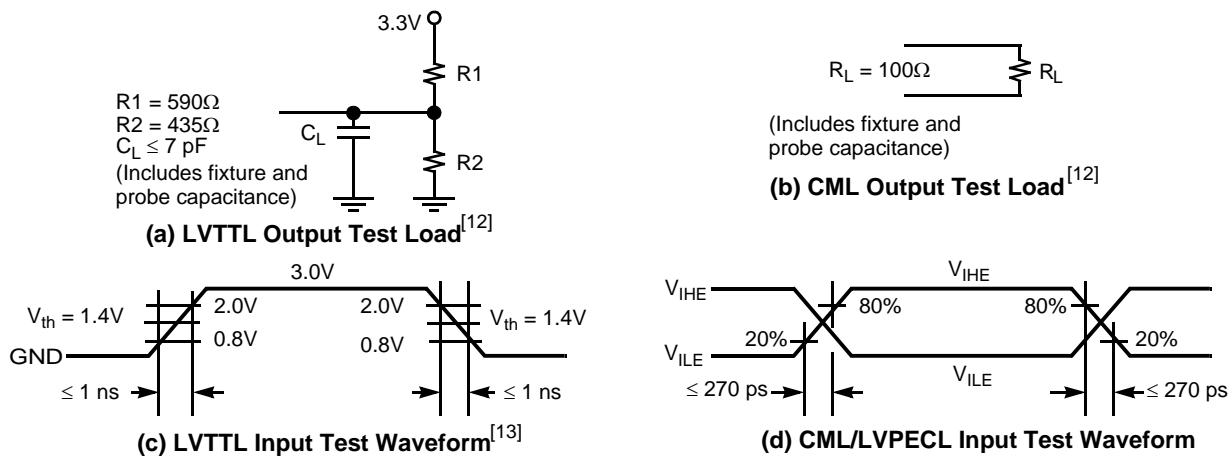 3.3V
R1
R1 = 590Ω
R2 = 435Ω
C_L ≤ 7 pF
(Includes fixture and
probe capacitance)
C_L
R2
(a) LVTTL Output Test Load[12]
R_L = 100Ω
R_L
(Includes fixture and
probe capacitance)
(b) CML Output Test Load[12]
3.0V
2.0V
2.0V
V_th = 1.4V
V_th = 1.4V
0.8V
0.8V
GND
≤ 1 ns
≤ 1 ns
(c) LVTTL Input Test Waveform[13]
V_IHE
V_IHE
80%
80%
20%
20%
V_ILE
V_ILE
≤ 270 ps
≤ 270 ps
(d) CML/LVPECL Input Test Waveform